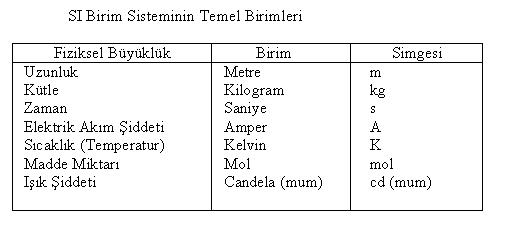 SI Birim Sisteminin Temel Birimleri
Fiziksel Büyüklük Birim Simgesi
Uzunluk Metre m
Kütle Kilogram kg
Zaman Saniye s
Elektrik Akım Şiddeti Amper A
Sıcaklık (Temperatur) Kelvin K
Madde Miktarı Mol mol
Işık Şiddeti Candela (mum) cd (mum)